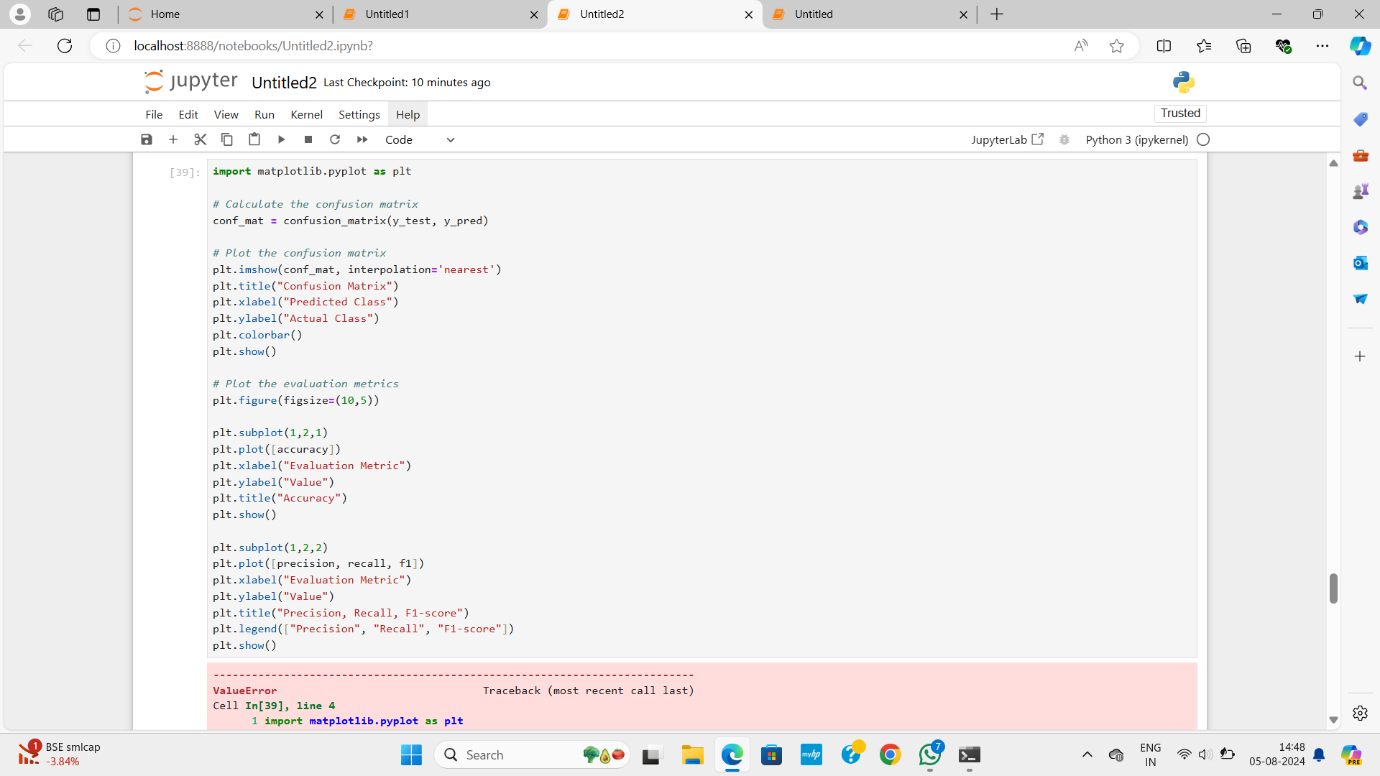 Home
Untitled1
Untitled2
Untitled
localhost:8888/notebooks/Untitled2.ipynb?
jupyter Untitled2 Last Checkpoint: 10 minutes ago
File Edit View Run Kernel Settings Help
Trusted
Code
JupyterLab
Python 3 (ipykernel)
[39]:
import matplotlib.pyplot as plt
# Calculate the confusion matrix
conf_mat = confusion_matrix(y_test, y_pred)
# Plot the confusion matrix
plt.imshow(conf_mat, interpolation='nearest')
plt.title("Confusion Matrix")
plt.xlabel("Predicted Class")
plt.ylabel("Actual Class")
plt.colorbar()
plt.show()
# Plot the evaluation metrics
plt.figure(figsize=(10,5))
plt.subplot(1,2,1)
plt.plot([accuracy])
plt.xlabel("Evaluation Metric")
plt.ylabel("Value")
plt.title("Accuracy")
plt.show()
plt.subplot(1,2,2)
plt.plot([precision, recall, f1])
plt.xlabel("Evaluation Metric")
plt.ylabel("Value")
plt.title("Precision, Recall, F1-score")
plt.legend(["Precision", "Recall", "F1-score"])
plt.show()
---------------------------------------------------------------------------
ValueError Traceback (most recent call last)
Cell In[39], line 4
1 import matplotlib.pyplot as plt
1
BSE smlcap
-3.84%
Search
myhp
7
ENG
IN
14:48
05-08-2024
PRE